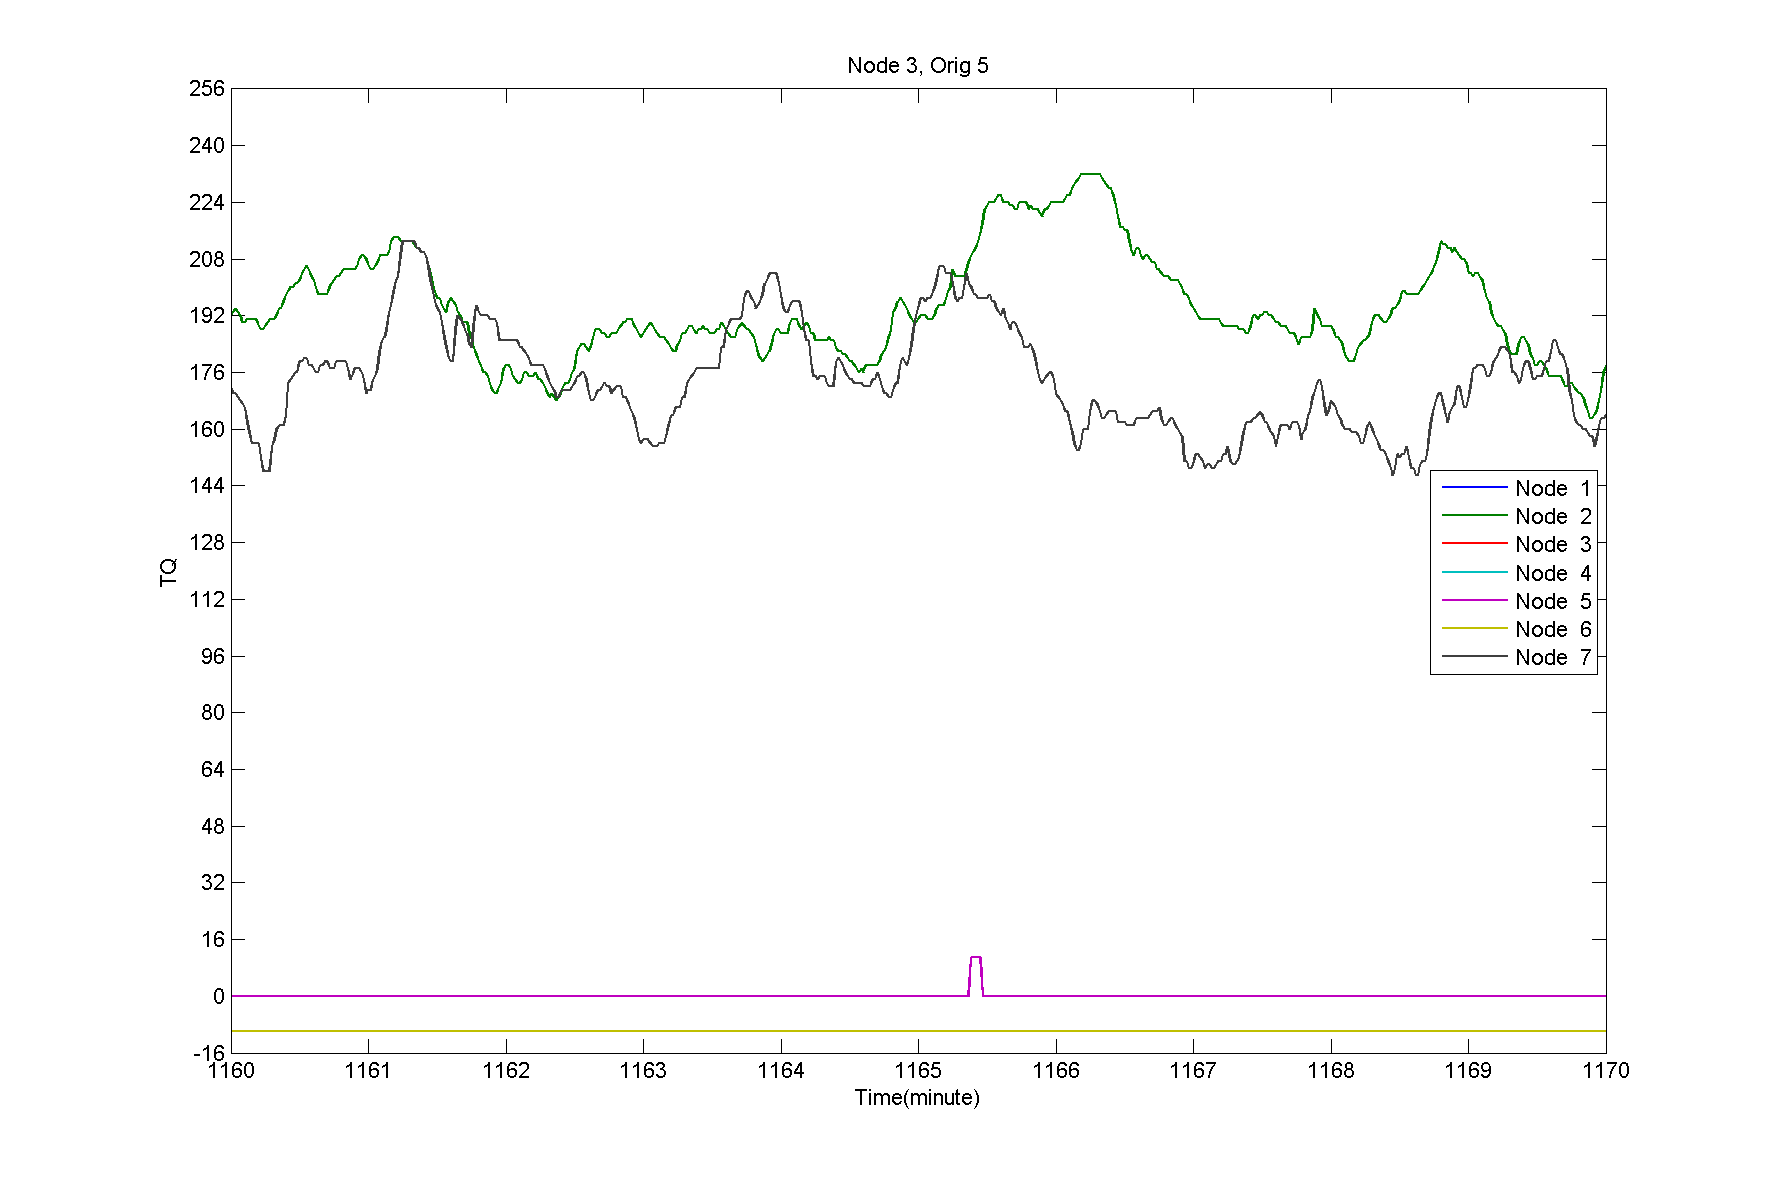 Node 3, Orig 5
256
240
224
208
192
176
160
144
128
112
96
80
64
48
32
16
0
-16
TQ
Node 1
Node 2
Node 3
Node 4
Node 5
Node 6
Node 7
1160 1161 1162 1163 1164 1165 1166 1167 1168 1169 1170
Time(minute)